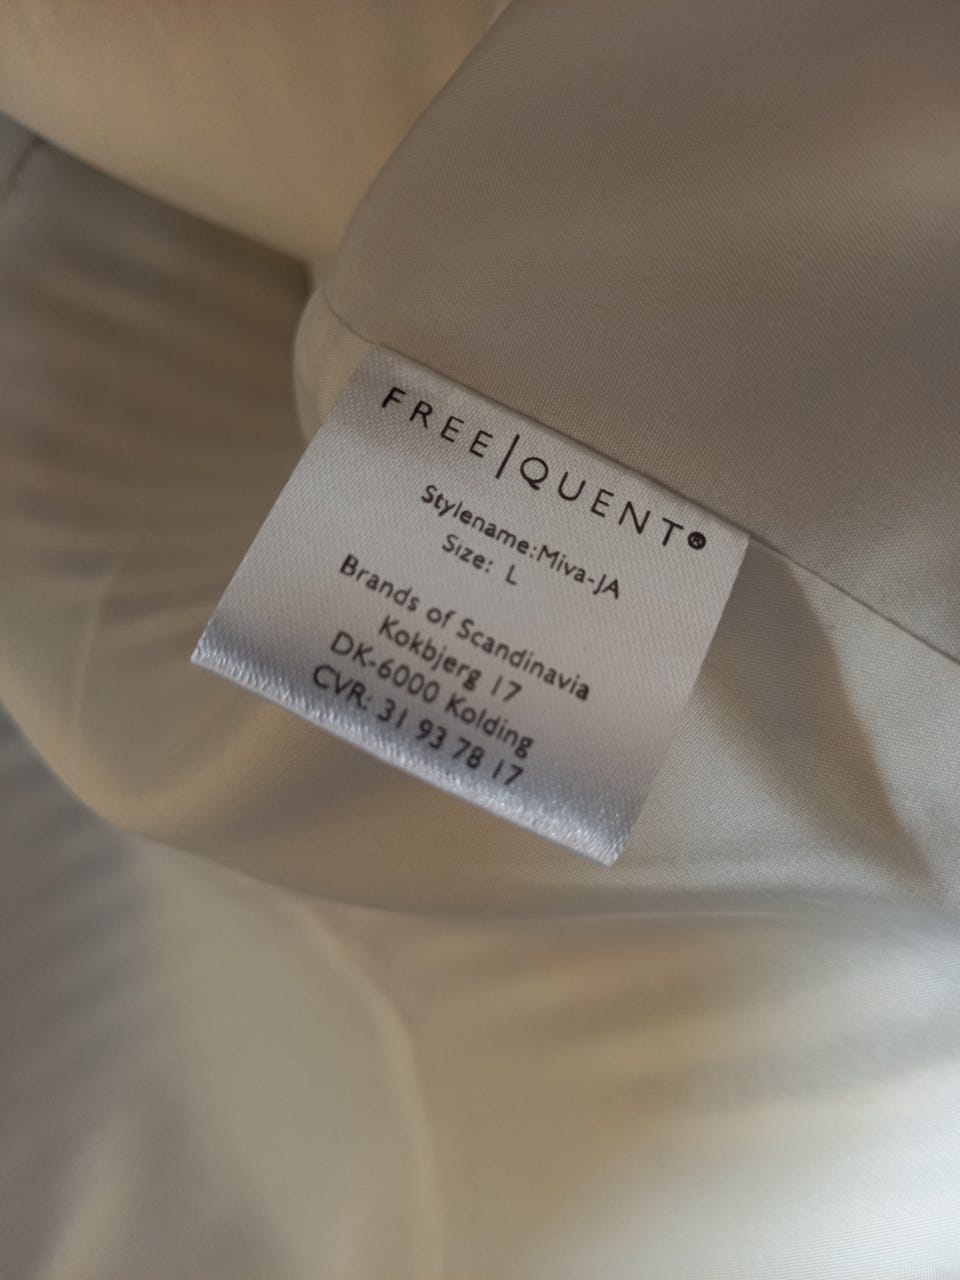 FREE|QUENT®
Stylename:Miva-JA
Size: L
Brands of Scandinavia
Kokbjerg 17
DK-6000 Kolding
CVR: 31 93 78 17